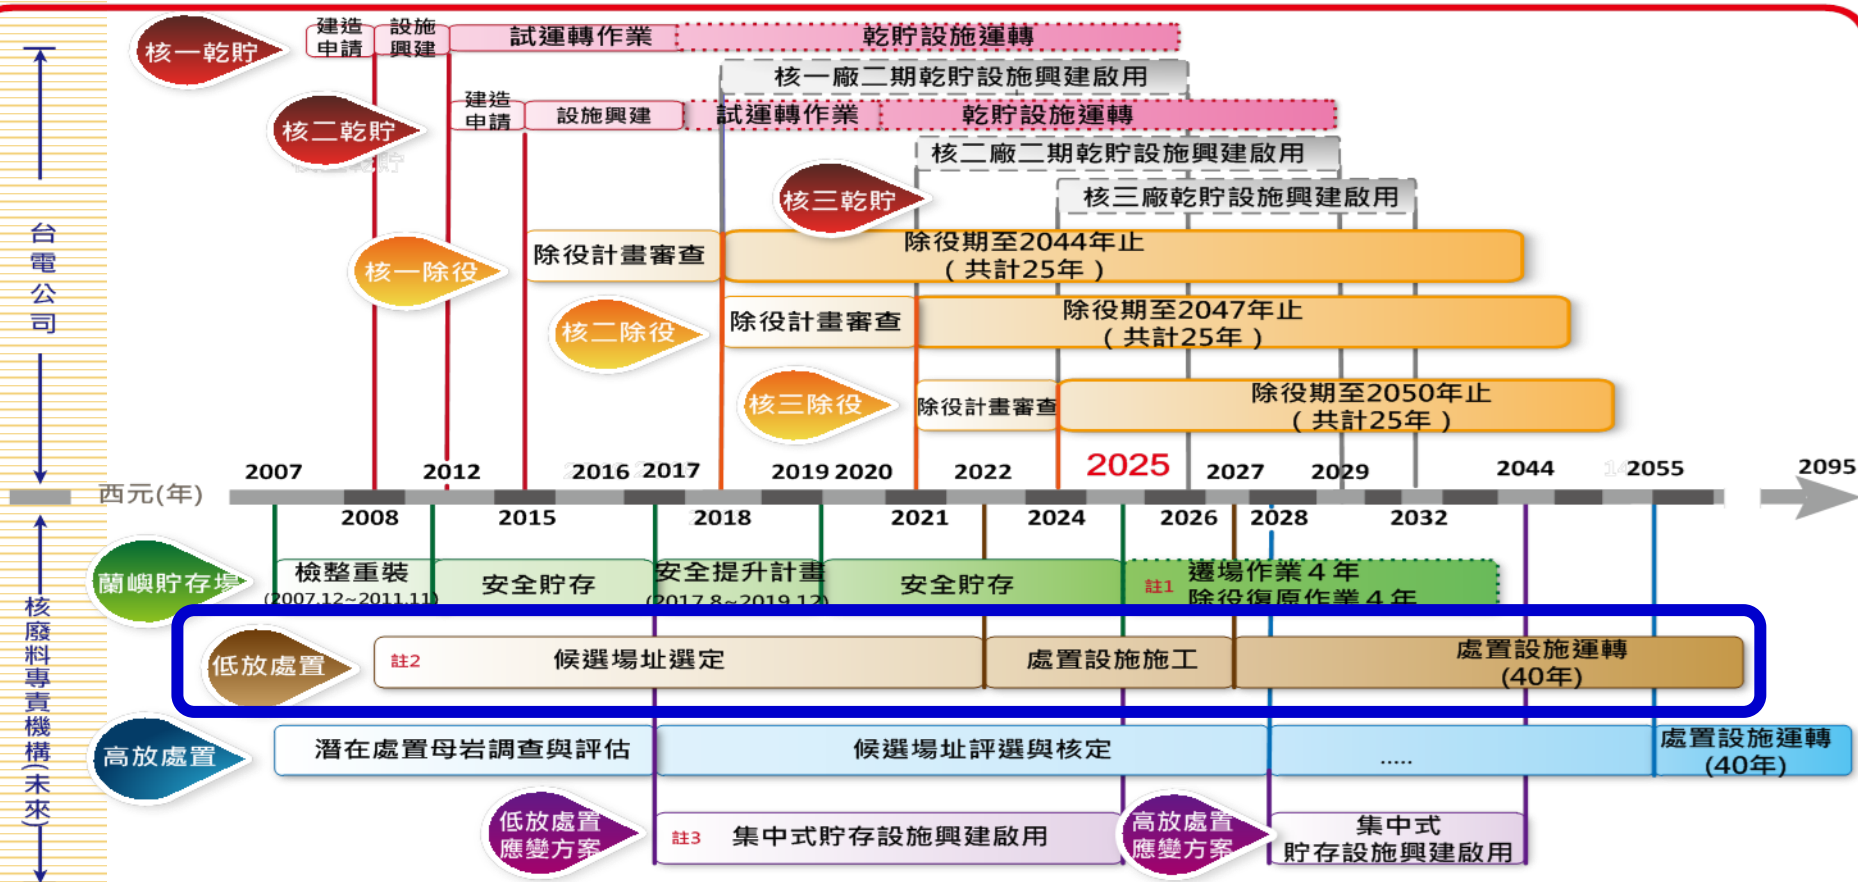 核一乾貯
建造
申請
設施
興建
試運轉作業
乾貯設施運轉
核一廠二期乾貯設施興建啟用
核二乾貯
建造
申請
設施興建
試運轉作業
乾貯設施運轉
核二廠二期乾貯設施興建啟用
核三乾貯
核三廠乾貯設施興建啟用
台電公司
核一除役
除役計畫審查
除役期至2044年止
(共計25年)
核二除役
除役計畫審查
除役期至2047年止
(共計25年)
核三除役
除役計畫審查
除役期至2050年止
(共計25年)
2007 2012 2016 2017 2019 2020 2022 2025 2027 2029 2044 2055 2095
西元(年)
2008 2015 2018 2021 2024 2026 2028 2032
核廢料專責機構(未來)
蘭嶼貯存場
檢整重裝
(2007.12~2011.11)
安全貯存
安全提升計畫
(2017.8~2019.12)
安全貯存
註1
遷場作業4年
除役復原作業4年
低放處置
註2
候選場址選定
處置設施施工
處置設施運轉
(40年)
高放處置
潛在處置母岩調查與評估
候選場址評選與核定
.....
處置設施運轉
(40年)
低放處置
應變方案
註3
集中式貯存設施興建啟用
高放處置
應變方案
集中式
貯存設施興建啟用